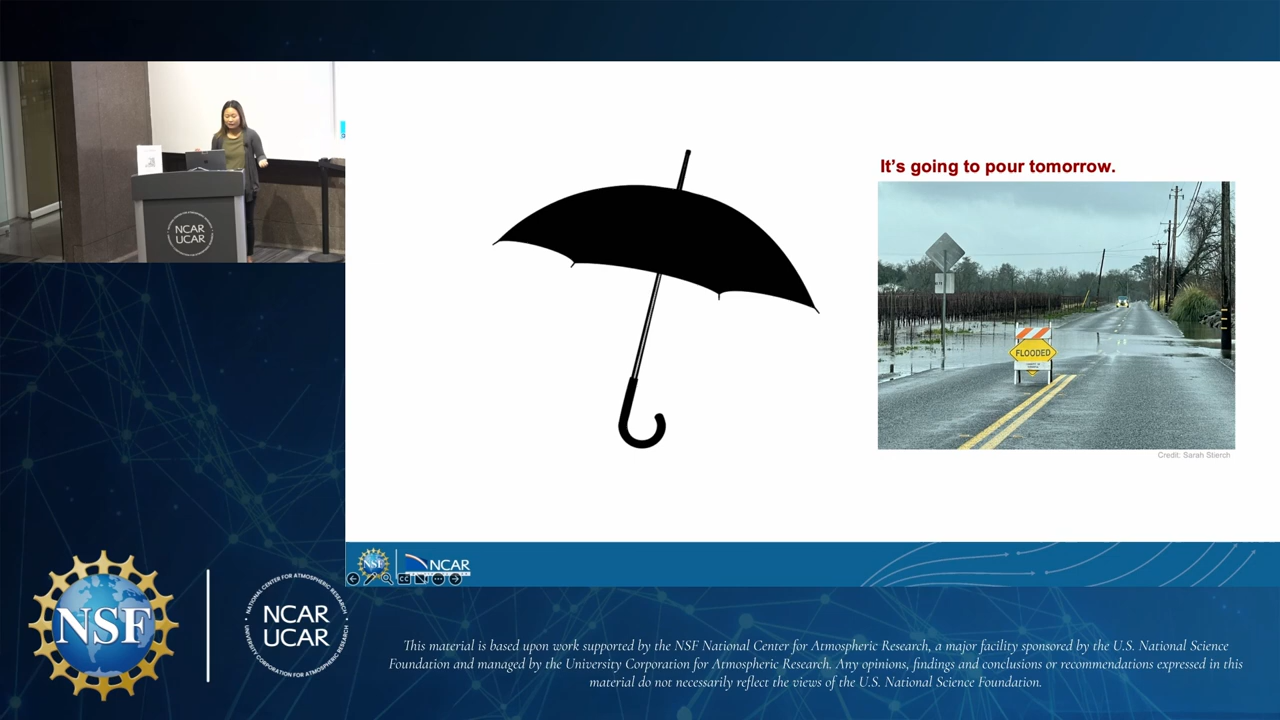 It's going to pour tomorrow.
FLOODED
Credit: Sarah Stierch
NCAR
UCAR
NSF
NCAR
CC
NSF
NATIONAL CENTER FOR ATMOSPHERIC RESEARCH
NCAR
UCAR
UNIVERSITY CORPORATION FOR ATMOSPHERIC RESEARCH
This material is based upon work supported by the NSF National Center for Atmospheric Research, a major facility sponsored by the U.S. National Science
Foundation and managed by the University Corporation for Atmospheric Research. Any opinions, findings and conclusions or recommendations expressed in this
material do not necessarily reflect the views of the U.S. National Science Foundation.